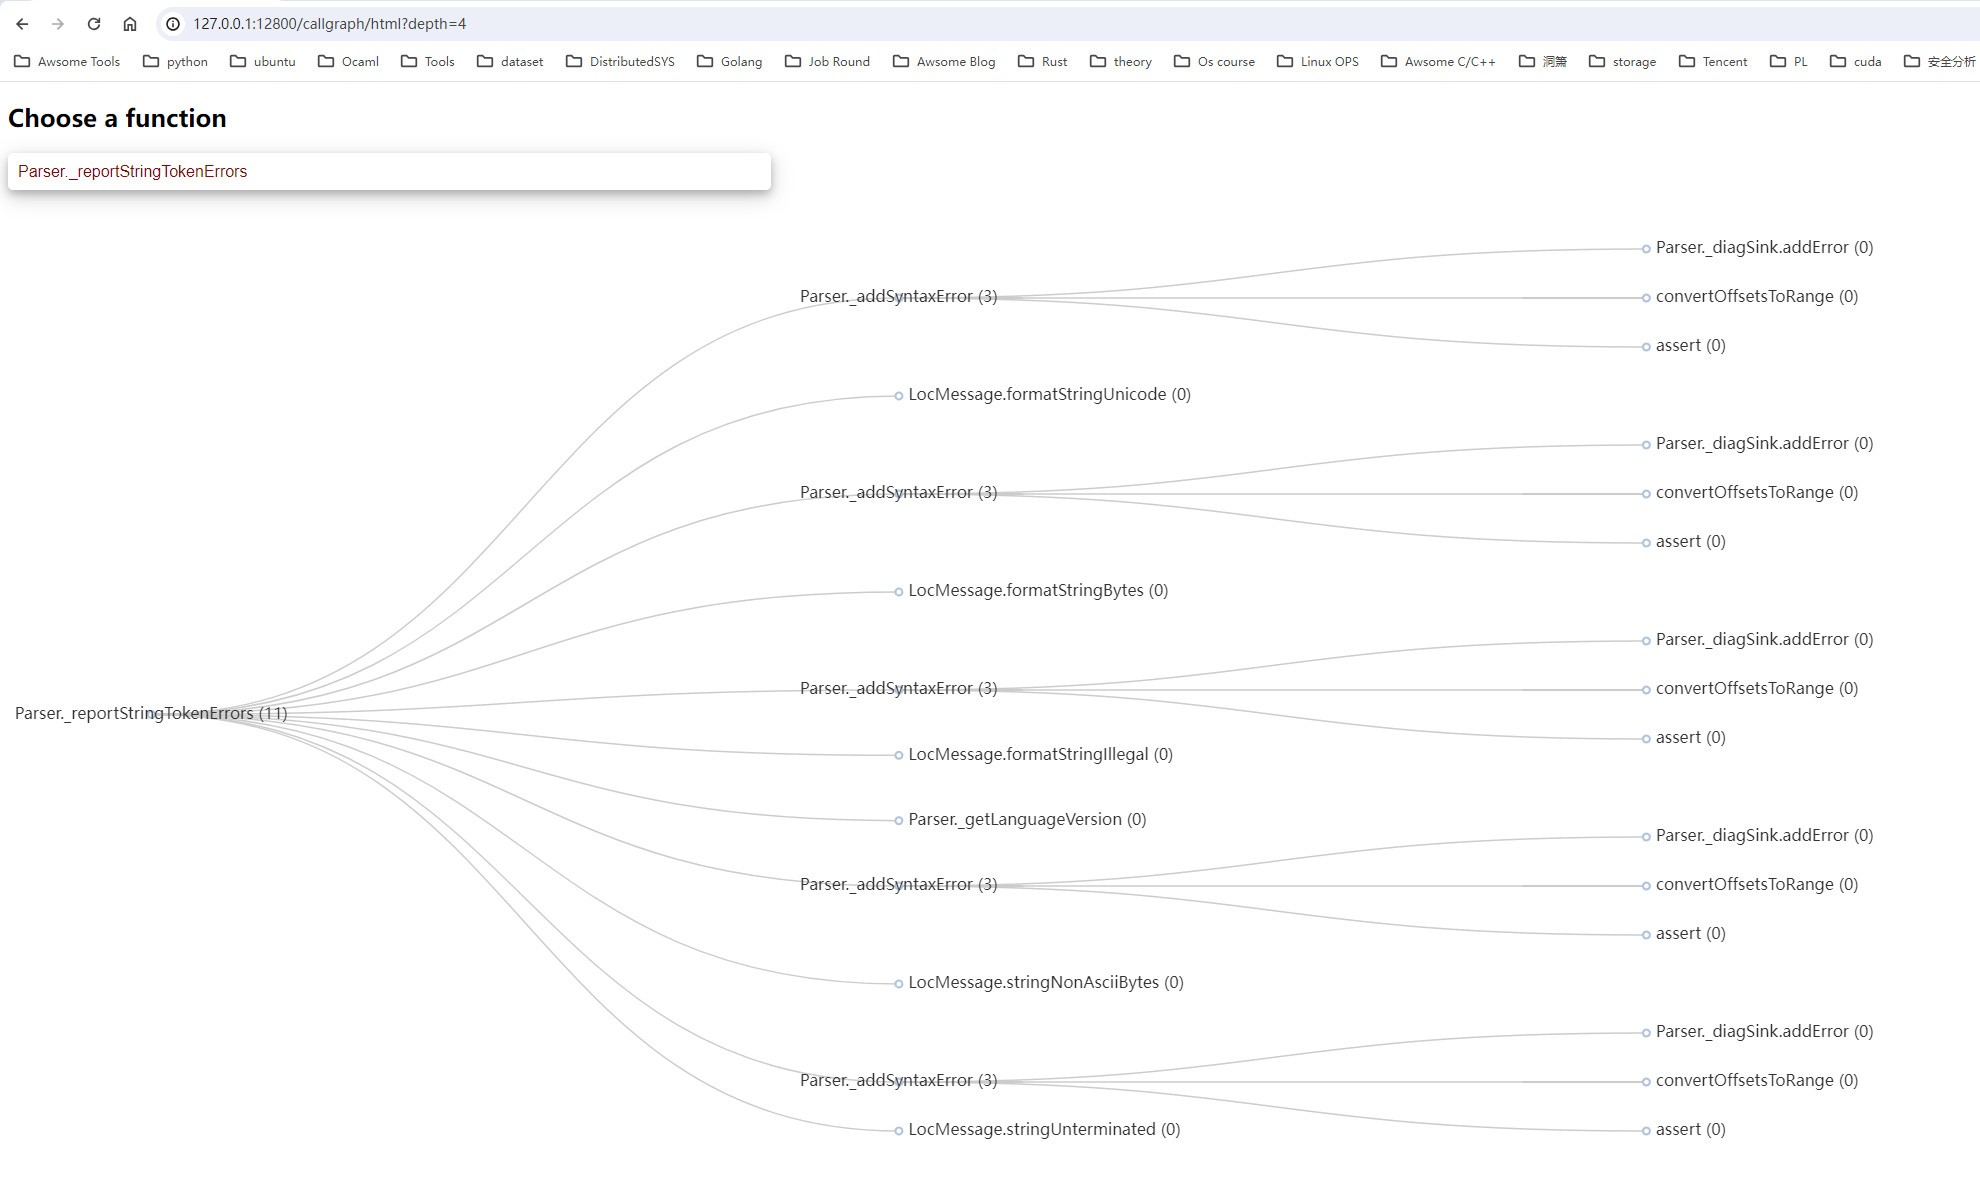 127.0.0.1:12800/callgraph/html?depth=4
Awsome Tools python ubuntu Ocaml Tools dataset DistributedSYS Golang Job Round Awsome Blog Rust theory Os course Linux OPS Awsome C/C++ 洞箫 storage Tencent PL cuda 安全分析
Choose a function
Parser._reportStringTokenErrors
Parser._diagSink.addError (0)
Parser._addSyntaxError (3) convertOffsetsToRange (0)
assert (0)
LocMessage.formatStringUnicode (0)
Parser._diagSink.addError (0)
Parser._addSyntaxError (3) convertOffsetsToRange (0)
assert (0)
LocMessage.formatStringBytes (0)
Parser._diagSink.addError (0)
Parser._addSyntaxError (3) convertOffsetsToRange (0)
Parser._reportStringTokenErrors (11)
assert (0)
LocMessage.formatStringIllegal (0)
Parser._getLanguageVersion (0)
Parser._diagSink.addError (0)
Parser._addSyntaxError (3) convertOffsetsToRange (0)
assert (0)
LocMessage.stringNonAsciiBytes (0)
Parser._diagSink.addError (0)
Parser._addSyntaxError (3) convertOffsetsToRange (0)
LocMessage.stringUnterminated (0) assert (0)